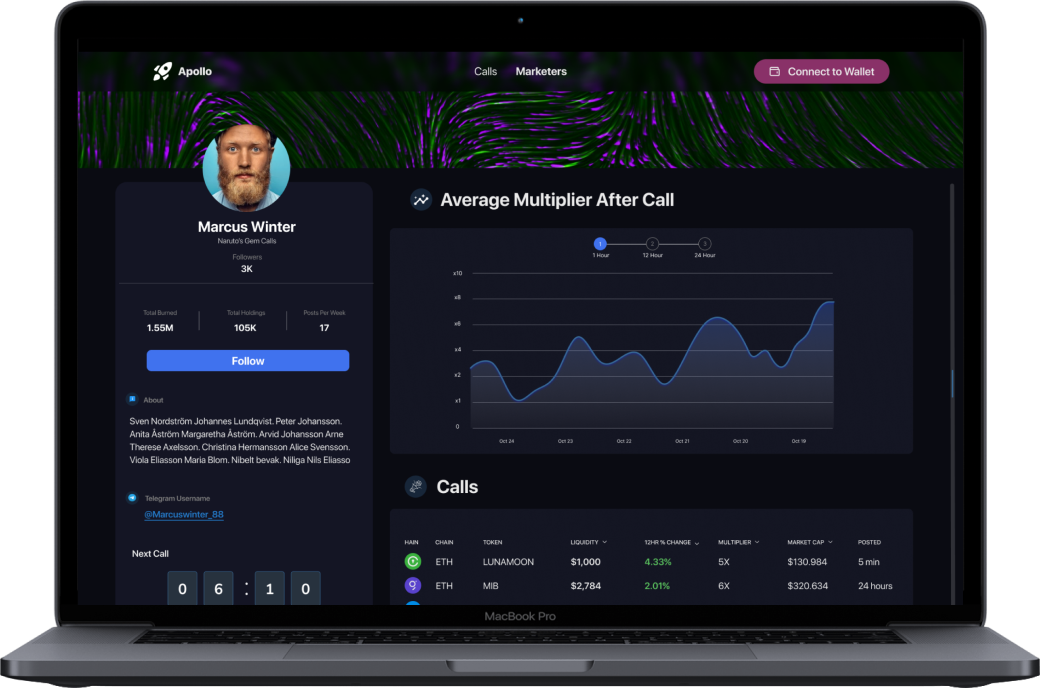 Apollo
Calls
Marketers
Connect to Wallet
Marcus Winter
Naruto's Gem Calls
Followers
3K
Total Burned
Total Holdings
Posts Per Week
1.55M
105K
17
Follow
About
Sven Nordström Johannes Lundqvist. Peter Johansson.
Anita Åström Margaretha Åström. Arvid Johansson Arne
Therese Axelsson. Christina Hermansson Alice Svensson.
Viola Eliasson Maria Blom. Nibelt bevak. Niliga Nils Eliasso
Telegram Username
@Marcuswinter_88
Next Call
0 6 : 1 0
Average Multiplier After Call
1 2 3
1 Hour 12 Hour 24 Hour
x10
x8
x6
x4
x2
x1
0
Oct 24 Oct 23 Oct 22 Oct 21 Oct 20 Oct 19
Calls
HAIN CHAIN TOKEN LIQUIDITY 12HR % CHANGE MULTIPLIER MARKET CAP POSTED
ETH LUNAMOON $1,000 4.33% 5X $130.984 5 min
ETH MIB $2,784 2.01% 6X $320.634 24 hours
MacBook Pro